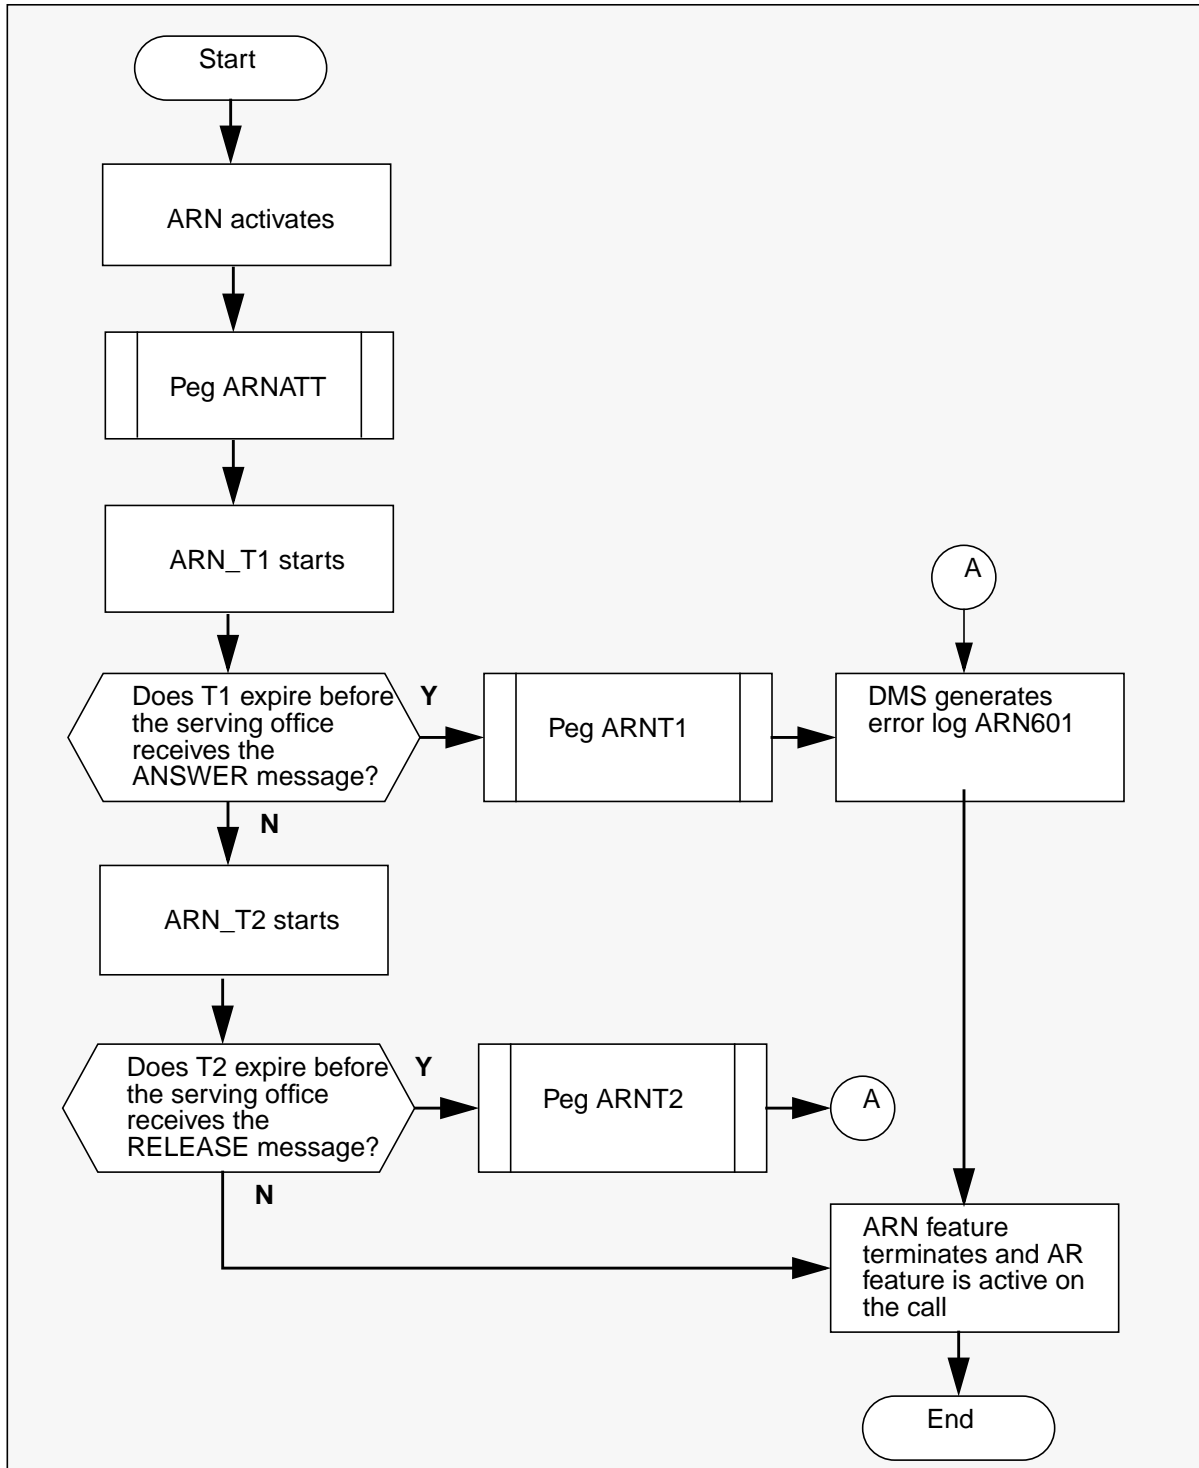 Start
ARN activates
Peg ARNATT
ARN_T1 starts
A
Does T1 expire before
the serving office
receives the
ANSWER message?
Y
Peg ARNT1
DMS generates
error log ARN601
N
ARN_T2 starts
Does T2 expire before
the serving office
receives the
RELEASE message?
Y
Peg ARNT2
A
N
ARN feature
terminates and AR
feature is active on
the call
End